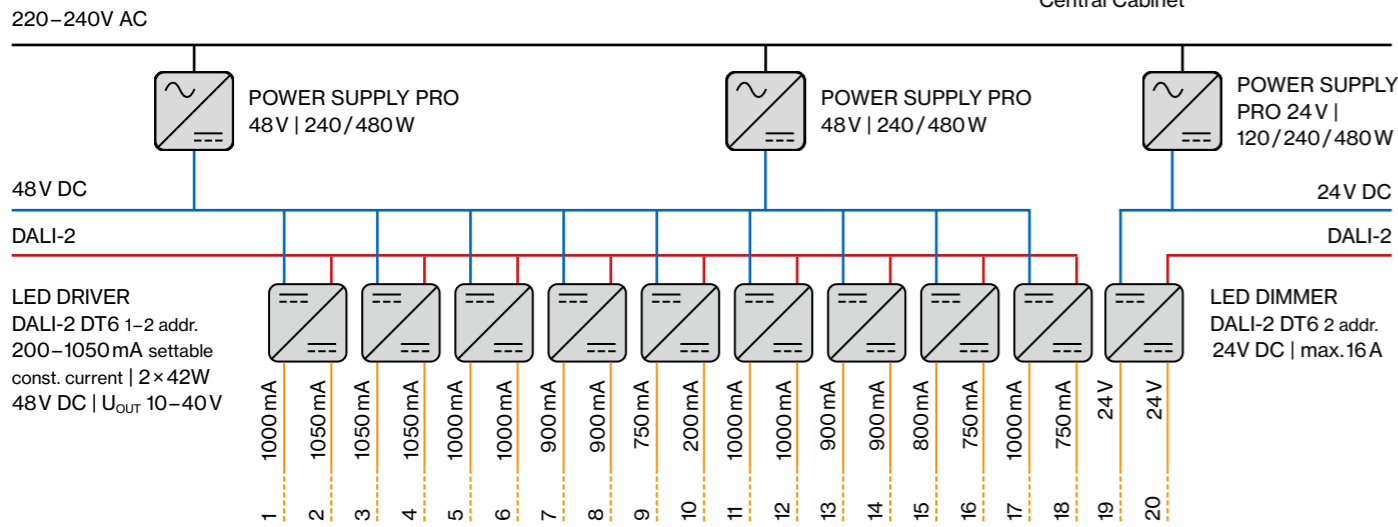 Central Cabinet
220–240V AC
POWER SUPPLY PRO
48V | 240/480W
POWER SUPPLY PRO
48V | 240/480W
POWER SUPPLY
PRO 24V |
120/240/480W
48V DC
24V DC
DALI-2
DALI-2
LED DRIVER
DALI-2 DT6 1–2 addr.
200–1050mA settable
const. current | 2×42W
48V DC | UOUT 10–40V
LED DIMMER
DALI-2 DT6 2 addr.
24V DC | max.16A
1000mA
1050mA
1050mA
1050mA
1000mA
1000mA
900mA
900mA
750mA
200mA
1000mA
1000mA
900mA
900mA
800mA
750mA
1000mA
750mA
24V
24V
1
2
3
4
5
6
7
8
9
10
11
12
13
14
15
16
17
18
19
20